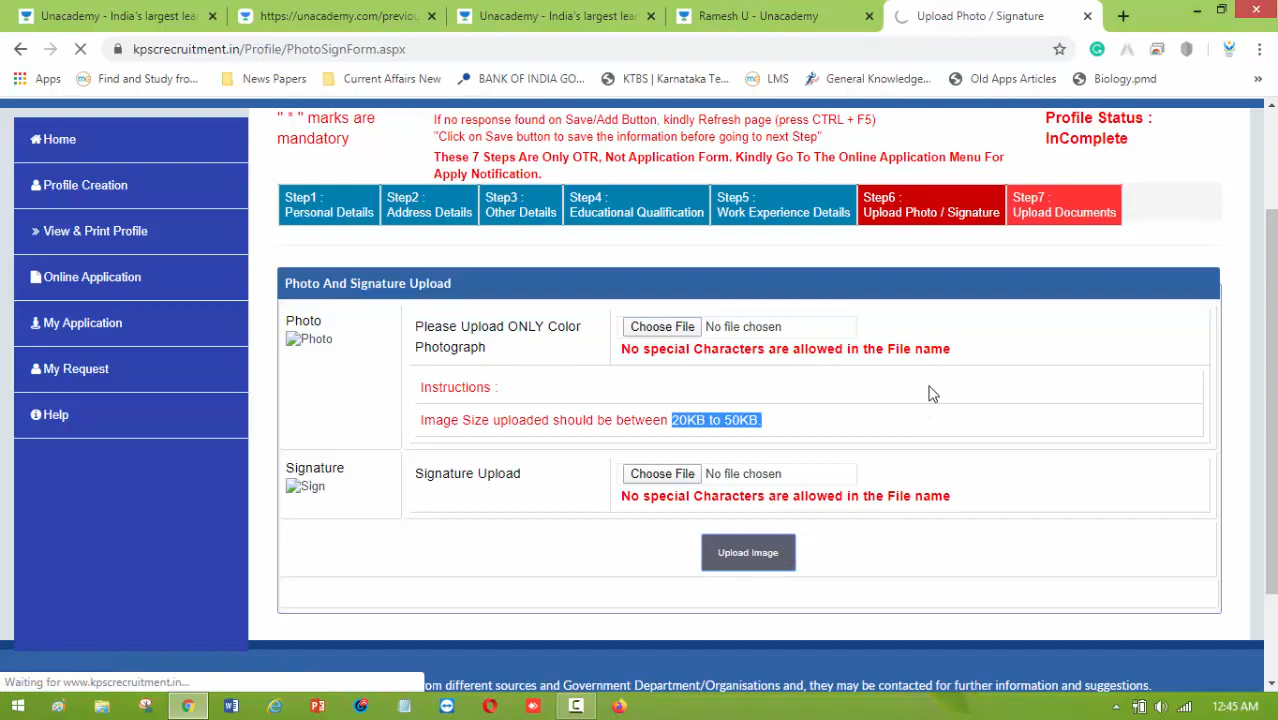 Unacademy - India's largest lear
https://unacademy.com/previou
Unacademy - India's largest lear
Ramesh U - Unacademy
Upload Photo / Signature
kpscrecruitment.in/Profile/PhotoSignForm.aspx
Apps
Find and Study fro...
News Papers
Current Affairs New
BANK OF INDIA GO...
KTBS | Karnataka Te...
LMS
General Knowledge...
Old Apps Articles
Biology.pmd
»
" * " marks are
mandatory
If no response found on Save/Add Button, kindly Refresh page (press CTRL + F5)
"Click on Save button to save the information before going to next Step"
These 7 Steps Are Only OTR, Not Application Form. Kindly Go To The Online Application Menu For
Apply Notification.
Profile Status :
InComplete
Home
Profile Creation
» View & Print Profile
Online Application
My Application
My Request
Help
Step1 :
Personal Details
Step2 :
Address Details
Step3 :
Other Details
Step4 :
Educational Qualification
Step5 :
Work Experience Details
Step6 :
Upload Photo / Signature
Step7 :
Upload Documents
Photo And Signature Upload
Photo
Photo
Please Upload ONLY Color
Photograph
Choose File No file chosen
No special Characters are allowed in the File name
Instructions :
Image Size uploaded should be between 20KB to 50KB.
Signature
Sign
Signature Upload
Choose File No file chosen
No special Characters are allowed in the File name
Upload Image
Waiting for www.kpscrecruitment.in...
from different sources and Government Department/Organisations and, they may be contacted for further information and suggestions.
12:45 AM